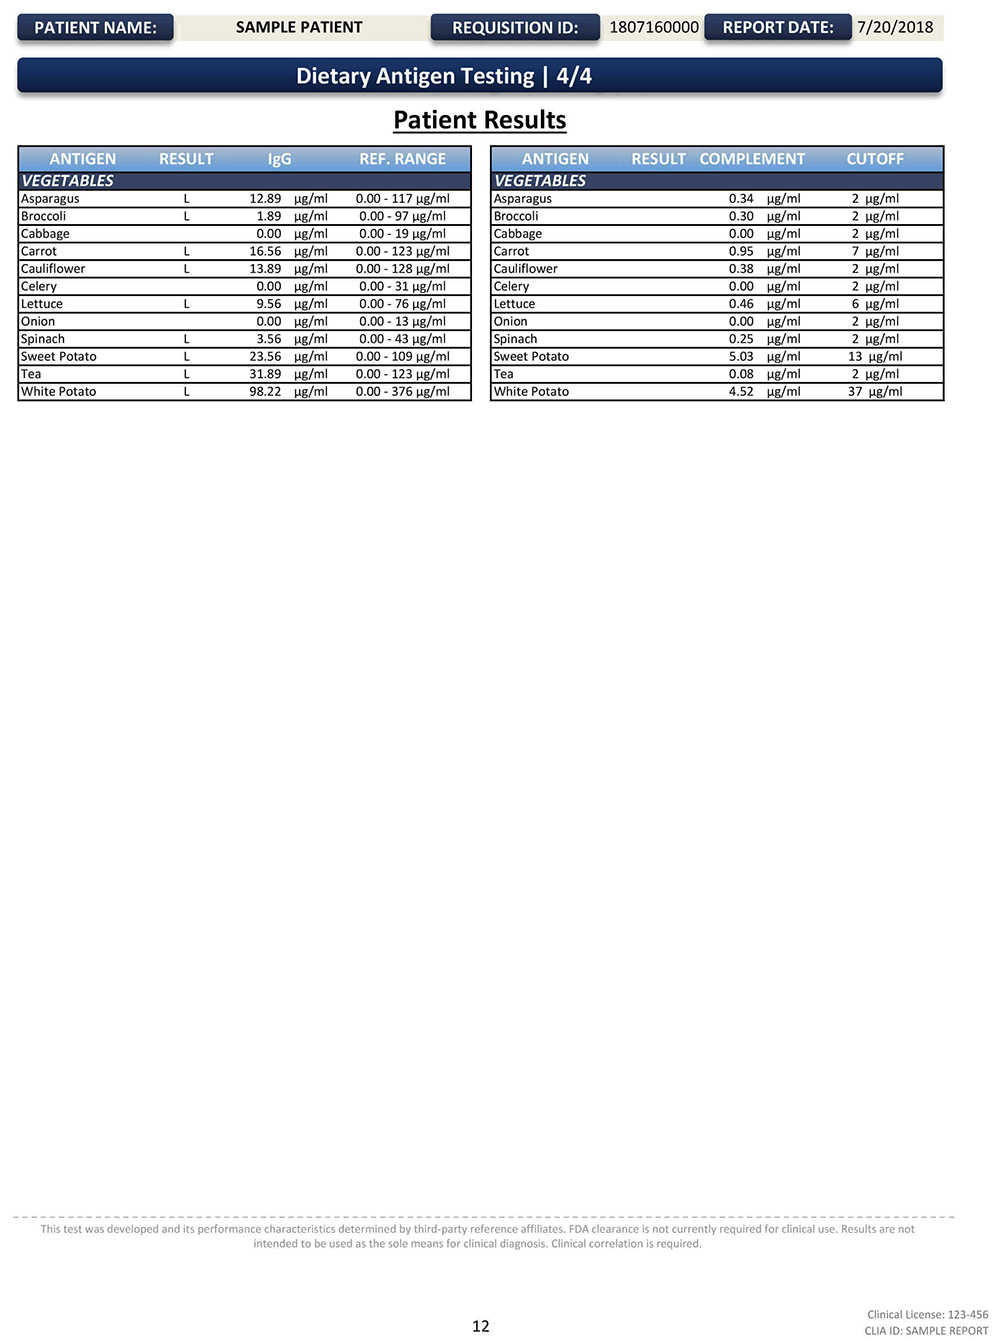 PATIENT NAME: SAMPLE PATIENT REQUISITION ID: 1807160000 REPORT DATE: 7/20/2018
Dietary Antigen Testing | 4/4
Patient Results
ANTIGEN RESULT IgG REF. RANGE
VEGETABLES
Asparagus L 12.89 µg/ml 0.00 - 117 µg/ml
Broccoli L 1.89 µg/ml 0.00 - 97 µg/ml
Cabbage 0.00 µg/ml 0.00 - 19 µg/ml
Carrot L 16.56 µg/ml 0.00 - 123 µg/ml
Cauliflower L 13.89 µg/ml 0.00 - 128 µg/ml
Celery 0.00 µg/ml 0.00 - 31 µg/ml
Lettuce L 9.56 µg/ml 0.00 - 76 µg/ml
Onion 0.00 µg/ml 0.00 - 13 µg/ml
Spinach L 3.56 µg/ml 0.00 - 43 µg/ml
Sweet Potato L 23.56 µg/ml 0.00 - 109 µg/ml
Tea L 31.89 µg/ml 0.00 - 123 µg/ml
White Potato L 98.22 µg/ml 0.00 - 376 µg/ml
ANTIGEN RESULT COMPLEMENT CUTOFF
VEGETABLES
Asparagus 0.34 µg/ml 2 µg/ml
Broccoli 0.30 µg/ml 2 µg/ml
Cabbage 0.00 µg/ml 2 µg/ml
Carrot 0.95 µg/ml 7 µg/ml
Cauliflower 0.38 µg/ml 2 µg/ml
Celery 0.00 µg/ml 2 µg/ml
Lettuce 0.46 µg/ml 6 µg/ml
Onion 0.00 µg/ml 2 µg/ml
Spinach 0.25 µg/ml 2 µg/ml
Sweet Potato 5.03 µg/ml 13 µg/ml
Tea 0.08 µg/ml 2 µg/ml
White Potato 4.52 µg/ml 37 µg/ml
This test was developed and its performance characteristics determined by third-party reference affiliates. FDA clearance is not currently required for clinical use. Results are not
intended to be used as the sole means for clinical diagnosis. Clinical correlation is required.
12
Clinical License: 123-456
CLIA ID: SAMPLE REPORT